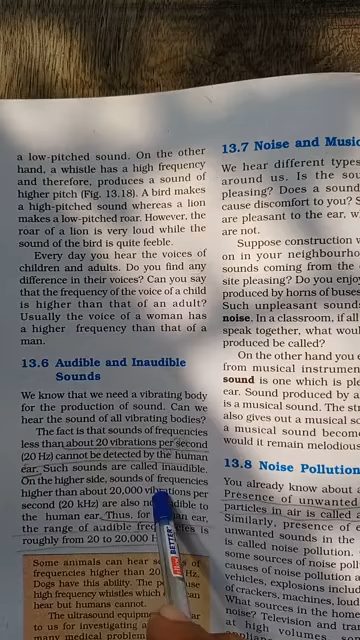 a low-pitched sound. On the other
hand, a whistle has a high frequency
and therefore, produces a sound of
higher pitch (Fig. 13.18). A bird makes
a high-pitched sound whereas a lion
makes a low-pitched roar. However, the
roar of a lion is very loud while the
sound of the bird is quite feeble.
Every day you hear the voices of
children and adults. Do you find any
difference in their voices? Can you say
that the frequency of the voice of a child
is higher than that of an adult?
Usually the voice of a woman has
a higher frequency than that of a
man.
13.6 Audible and Inaudible
Sounds
We know that we need a vibrating body
for the production of sound. Can we
hear the sound of all vibrating bodies?
The fact is that sounds of frequencies
less than about 20 vibrations per second
(20 Hz) cannot be detected by the human
ear. Such sounds are called inaudible.
On the higher side, sounds of frequencies
higher than about 20,000 vibrations per
second (20 kHz) are also not audible to
the human ear. Thus, for human ear,
the range of audible frequencies is
roughly from 20 to 20,000
Some animals can hear
frequencies higher than 20
Dogs have this ability. The
high frequency whistles which
hear but humans cannot.
The ultrasound equipment
to us for investigating and
many medical problems
BETTER
13.7 Noise and Music
We hear different types
around us. Is the sou
pleasing? Does a sound
cause discomfort to you? S
are pleasant to the ear, w
are not.
Suppose construction w
on in your neighbourho
sounds coming from the
site pleasing? Do you enjoy
produced by horns of buses
Such unpleasant sounds
noise. In a classroom, if all
speak together, what would
produced be called?
On the other hand you e
from musical instrumen
sound is one which is ple
ear. Sound produced by a
is a musical sound. The str
also gives out a musical so
a musical sound become
would it remain melodious
13.8 Noise Pollution
You already know about
Presence of unwanted
particles in air is called
Similarly, presence of e
unwanted sounds in the
is called noise pollution.
some sources of noise poll
causes of noise pollution a
vehicles, explosions includ
of crackers, machines, loud
What sources in the home
noise? Television and tran
at high volumes,